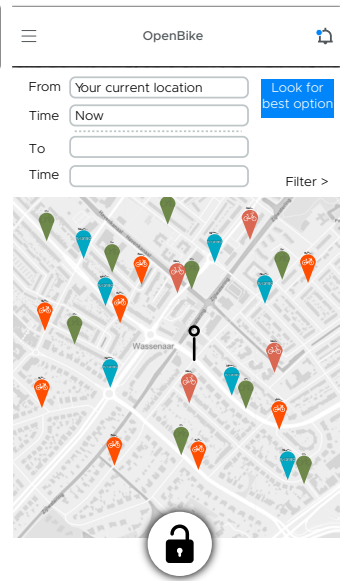 OpenBike
From Your current location
Look for
best option
Time Now
To
Time
Filter >
Wassenaar